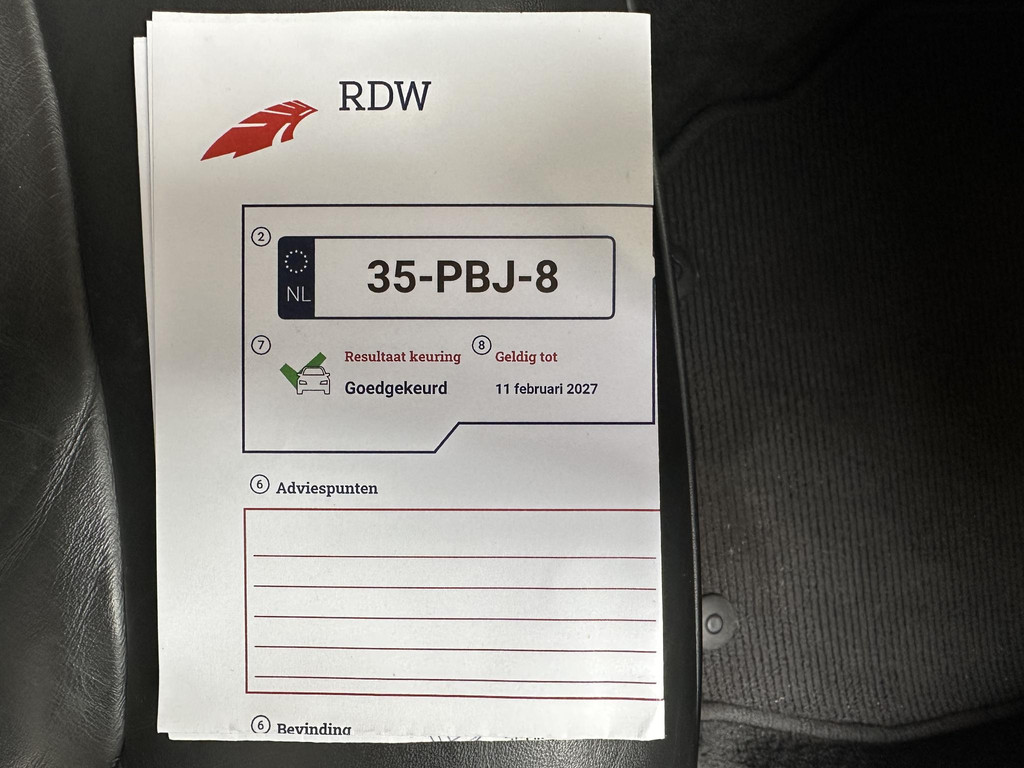 RDW
2
NL
35-PBJ-8
7
Resultaat keuring
8
Geldig tot
Goedgekeurd
11 februari 2027
6 Adviespunten
6 Bevinding